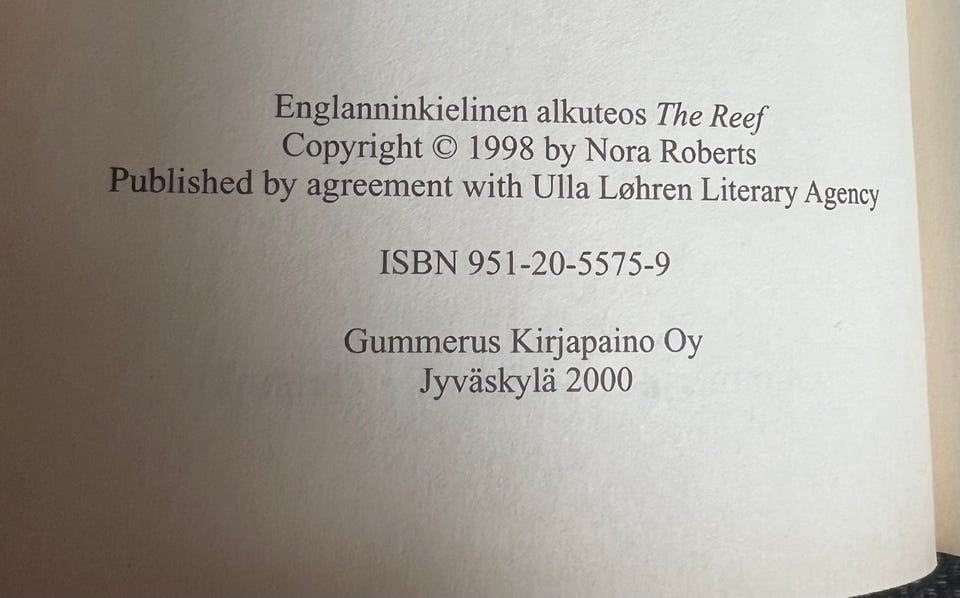 Englanninkielinen alkuteos The Reef
Copyright © 1998 by Nora Roberts
Published by agreement with Ulla Løhren Literary Agency
ISBN 951-20-5575-9
Gummerus Kirjapaino Oy
Jyväskylä 2000